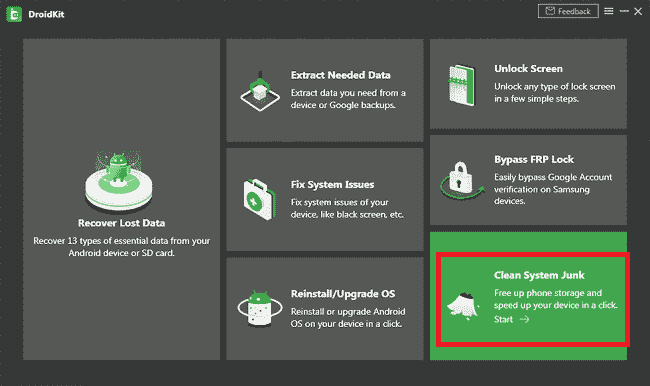 DroidKit
Feedback
Recover Lost Data
Recover 13 types of essential data from your
Android device or SD card.
Extract Needed Data
Extract data you need from a
device or Google backups.
Fix System Issues
Fix system issues of your
device, like black screen, etc.
Reinstall/Upgrade OS
Reinstall or upgrade Android
OS on your device in a click.
Unlock Screen
Unlock any type of lock screen
in a few simple steps.
Bypass FRP Lock
Easily bypass Google Account
verification on Samsung
devices.
Clean System Junk
Free up phone storage and
speed up your device in a click.
Start